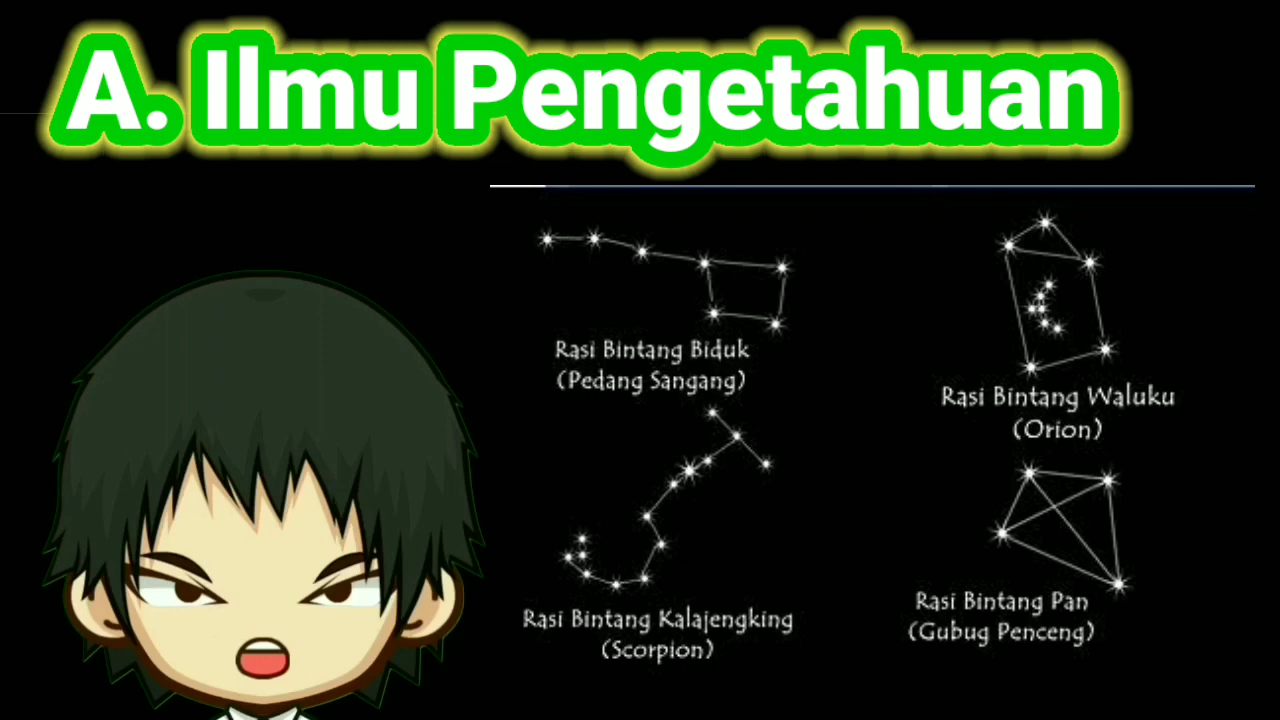 A. Ilmu Pengetahuan
Rasi Bintang Biduk
(Pedang Sangang)
Rasi Bintang Waluku
(Orion)
Rasi Bintang Kalajengking
(Scorpion)
Rasi Bintang Pan
(Gubug Penceng)